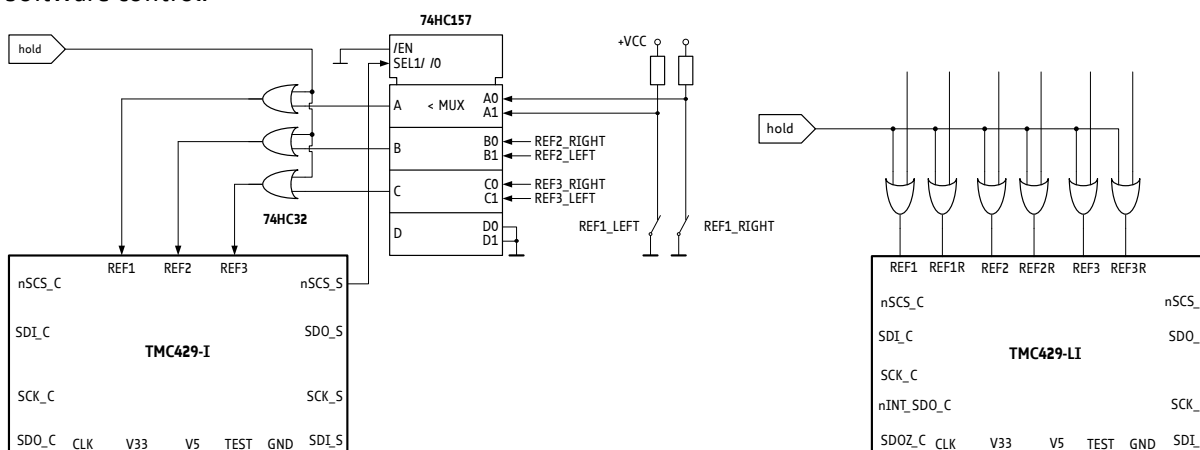 74HC157
hold
/EN
SEL1/ /0
+VCC
A
< MUX
A0
A1
B
B0
REF2_RIGHT
B1
REF2_LEFT
C
C0
REF3_RIGHT
C1
REF3_LEFT
D
D0
D1
74HC32
REF1_LEFT
REF1_RIGHT
REF1 REF2 REF3
nSCS_C
nSCS_S
SDI_C
SDO_S
TMC429-I
SCK_C
SCK_S
SDO_C CLK V33 V5 TEST GND SDI_S
hold
REF1 REF1R REF2 REF2R REF3 REF3R
nSCS_C
nSCS_
SDI_C
SDO_
TMC429-LI
SCK_C
nINT_SDO_C
SCK_
SDOZ_C CLK V33 V5 TEST GND SDI_